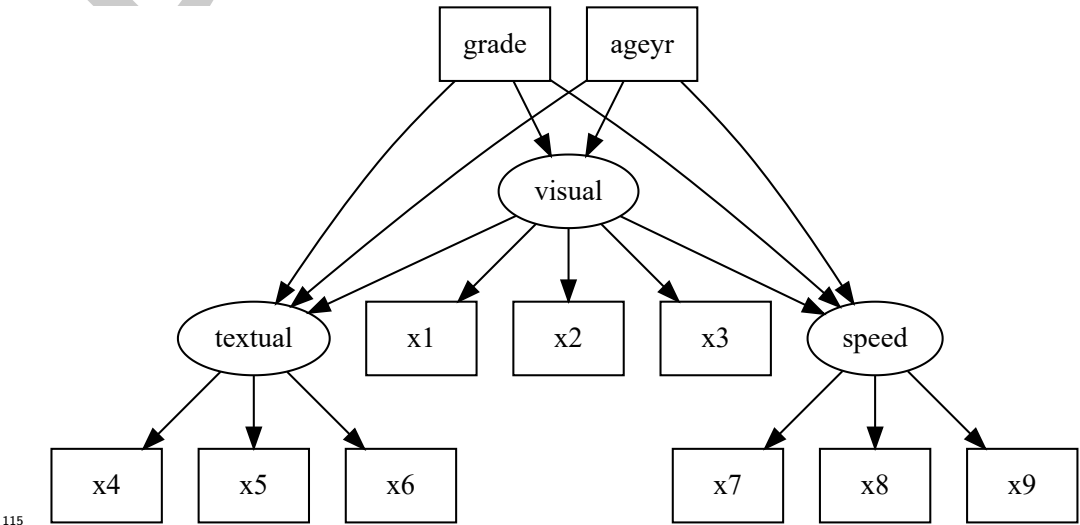 grade ageyr
visual
textual x1 x2 x3 speed
x4 x5 x6 x7 x8 x9
115